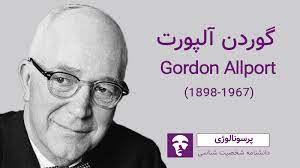 گوردن آلپورت
Gordon Allport
(1898-1967)
پرسونالوژی
دانشنامه شخصیت شناسی